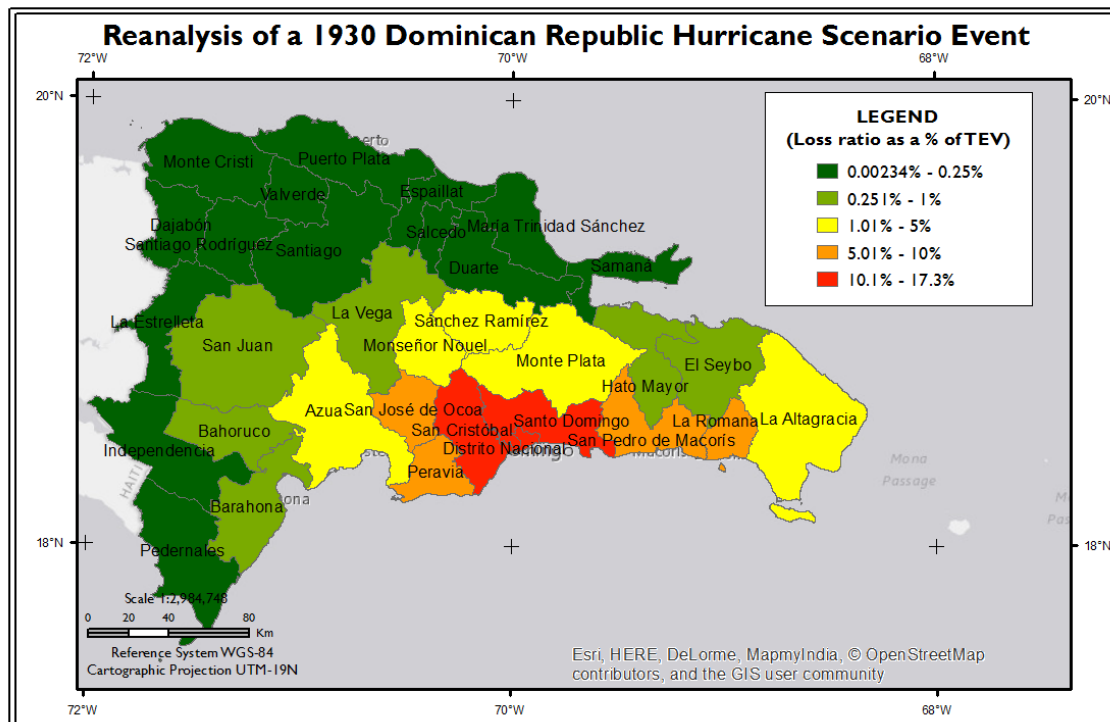 Reanalysis of a 1930 Dominican Republic Hurricane Scenario Event
72°W
70°W
68°W
20°N
20°N
LEGEND
(Loss ratio as a % of TEV)
0.00234% - 0.25%
0.251% - 1%
1.01% - 5%
5.01% - 10%
10.1% - 17.3%
Monte Cristi
Puerto Plata
Valverde
Espaillat
Dajabón
Santiago Rodríguez
Santiago
Salcedo
María Trinidad Sánchez
Duarte
Samaná
La Estrelleta
San Juan
La Vega
Sánchez Ramírez
Monseñor Nouel
Monte Plata
El Seybo
Hato Mayor
Azua
San José de Ocoa
San Cristóbal
Santo Domingo
La Romana
La Altagracia
San Pedro de Macorís
Distrito Nacional
Bahoruco
Independencia
Peravia
Barahona
Pedernales
HAITI
Mona
Passage
18°N
18°N
Scale 1:2,984,748
0 20 40 60 80
Km
Reference System WGS-84
Cartographic Projection UTM-19N
Esri, HERE, DeLorme, MapmyIndia, © OpenStreetMap
contributors, and the GIS user community
72°W
70°W
68°W